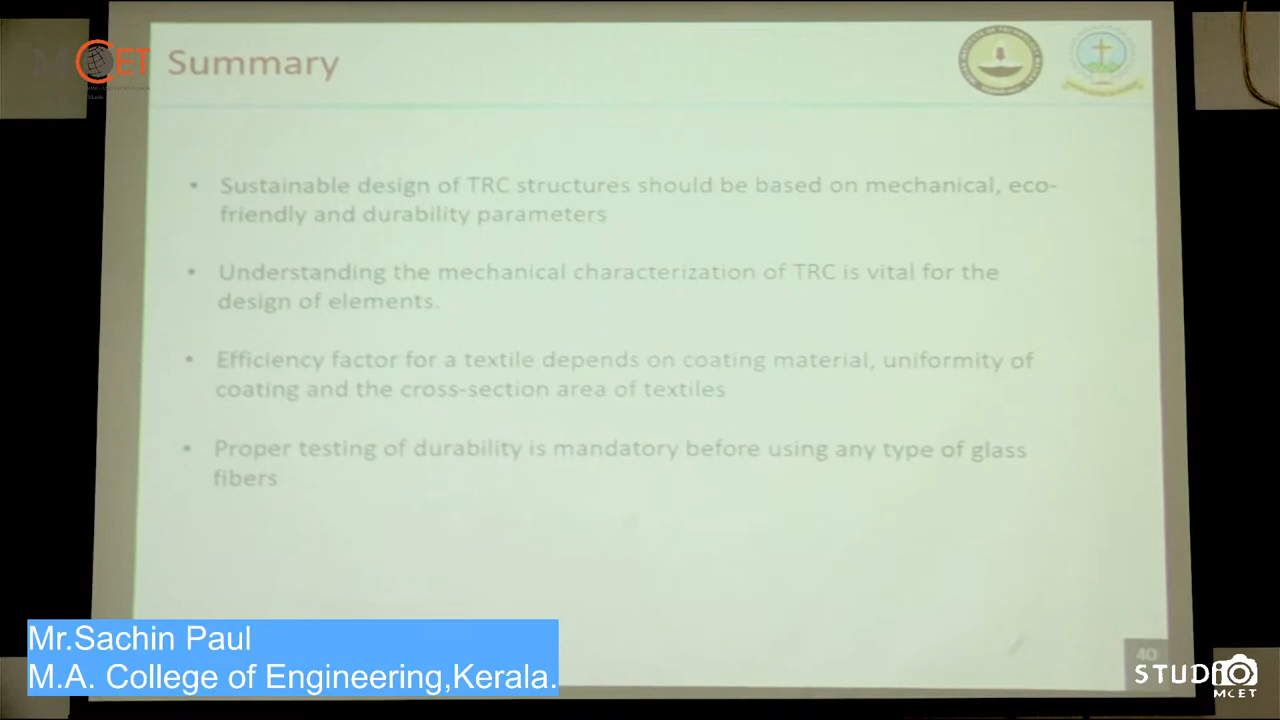 MCET
Summary
• Sustainable design of TRC structures should be based on mechanical, eco-
friendly and durability parameters
• Understanding the mechanical characterization of TRC is vital for the
design of elements.
• Efficiency factor for a textile depends on coating material, uniformity of
coating and the cross-section area of textiles
• Proper testing of durability is mandatory before using any type of glass
fibers
Mr.Sachin Paul
M.A. College of Engineering,Kerala.
40
STUDIO
MCET